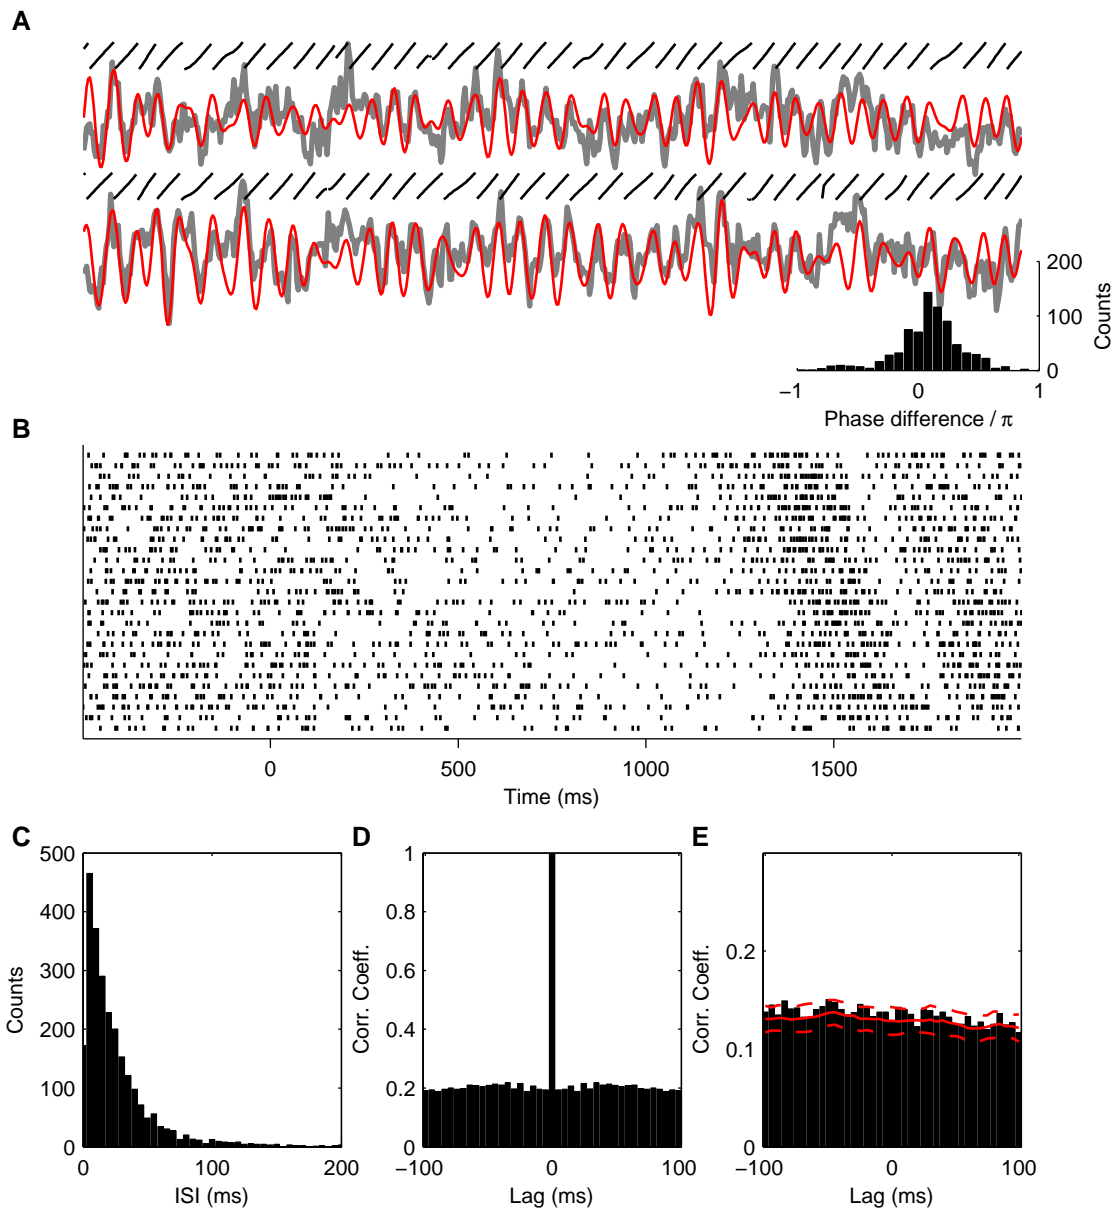 A
200
100
0
Counts
−1 0 1
Phase difference / π
B
0 500 1000 1500
Time (ms)
C
500
400
300
200
100
0
Counts
0 100 200
ISI (ms)
D
1
0.8
0.6
0.4
0.2
0
Corr. Coeff.
−100 0 100
Lag (ms)
E
0.2
0.1
0
Corr. Coeff.
−100 0 100
Lag (ms)